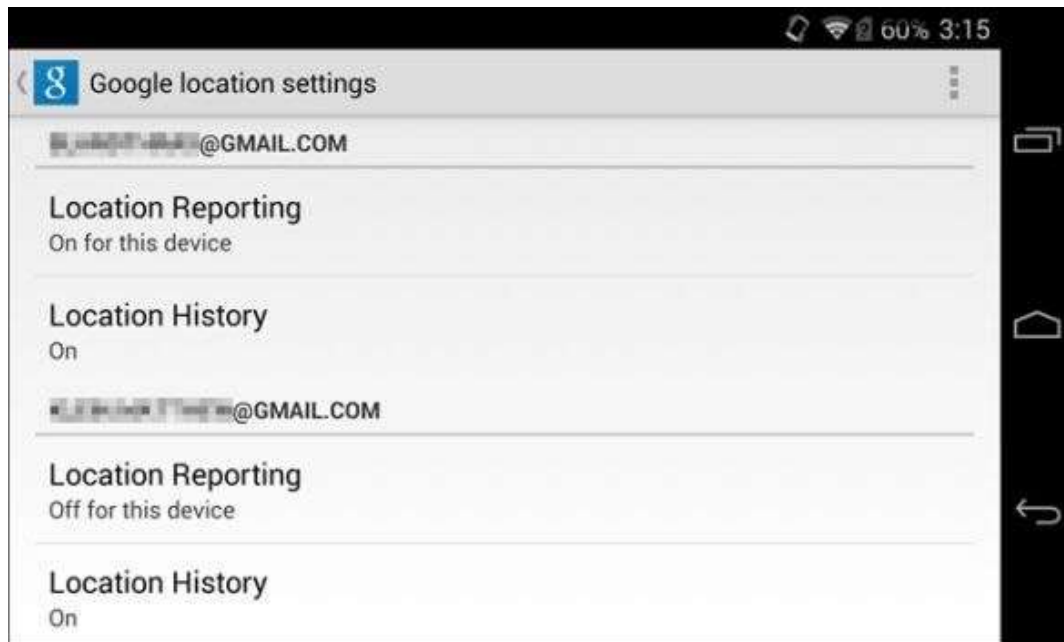 60% 3:15
Google location settings
@GMAIL.COM
Location Reporting
On for this device
Location History
On
@GMAIL.COM
Location Reporting
Off for this device
Location History
On